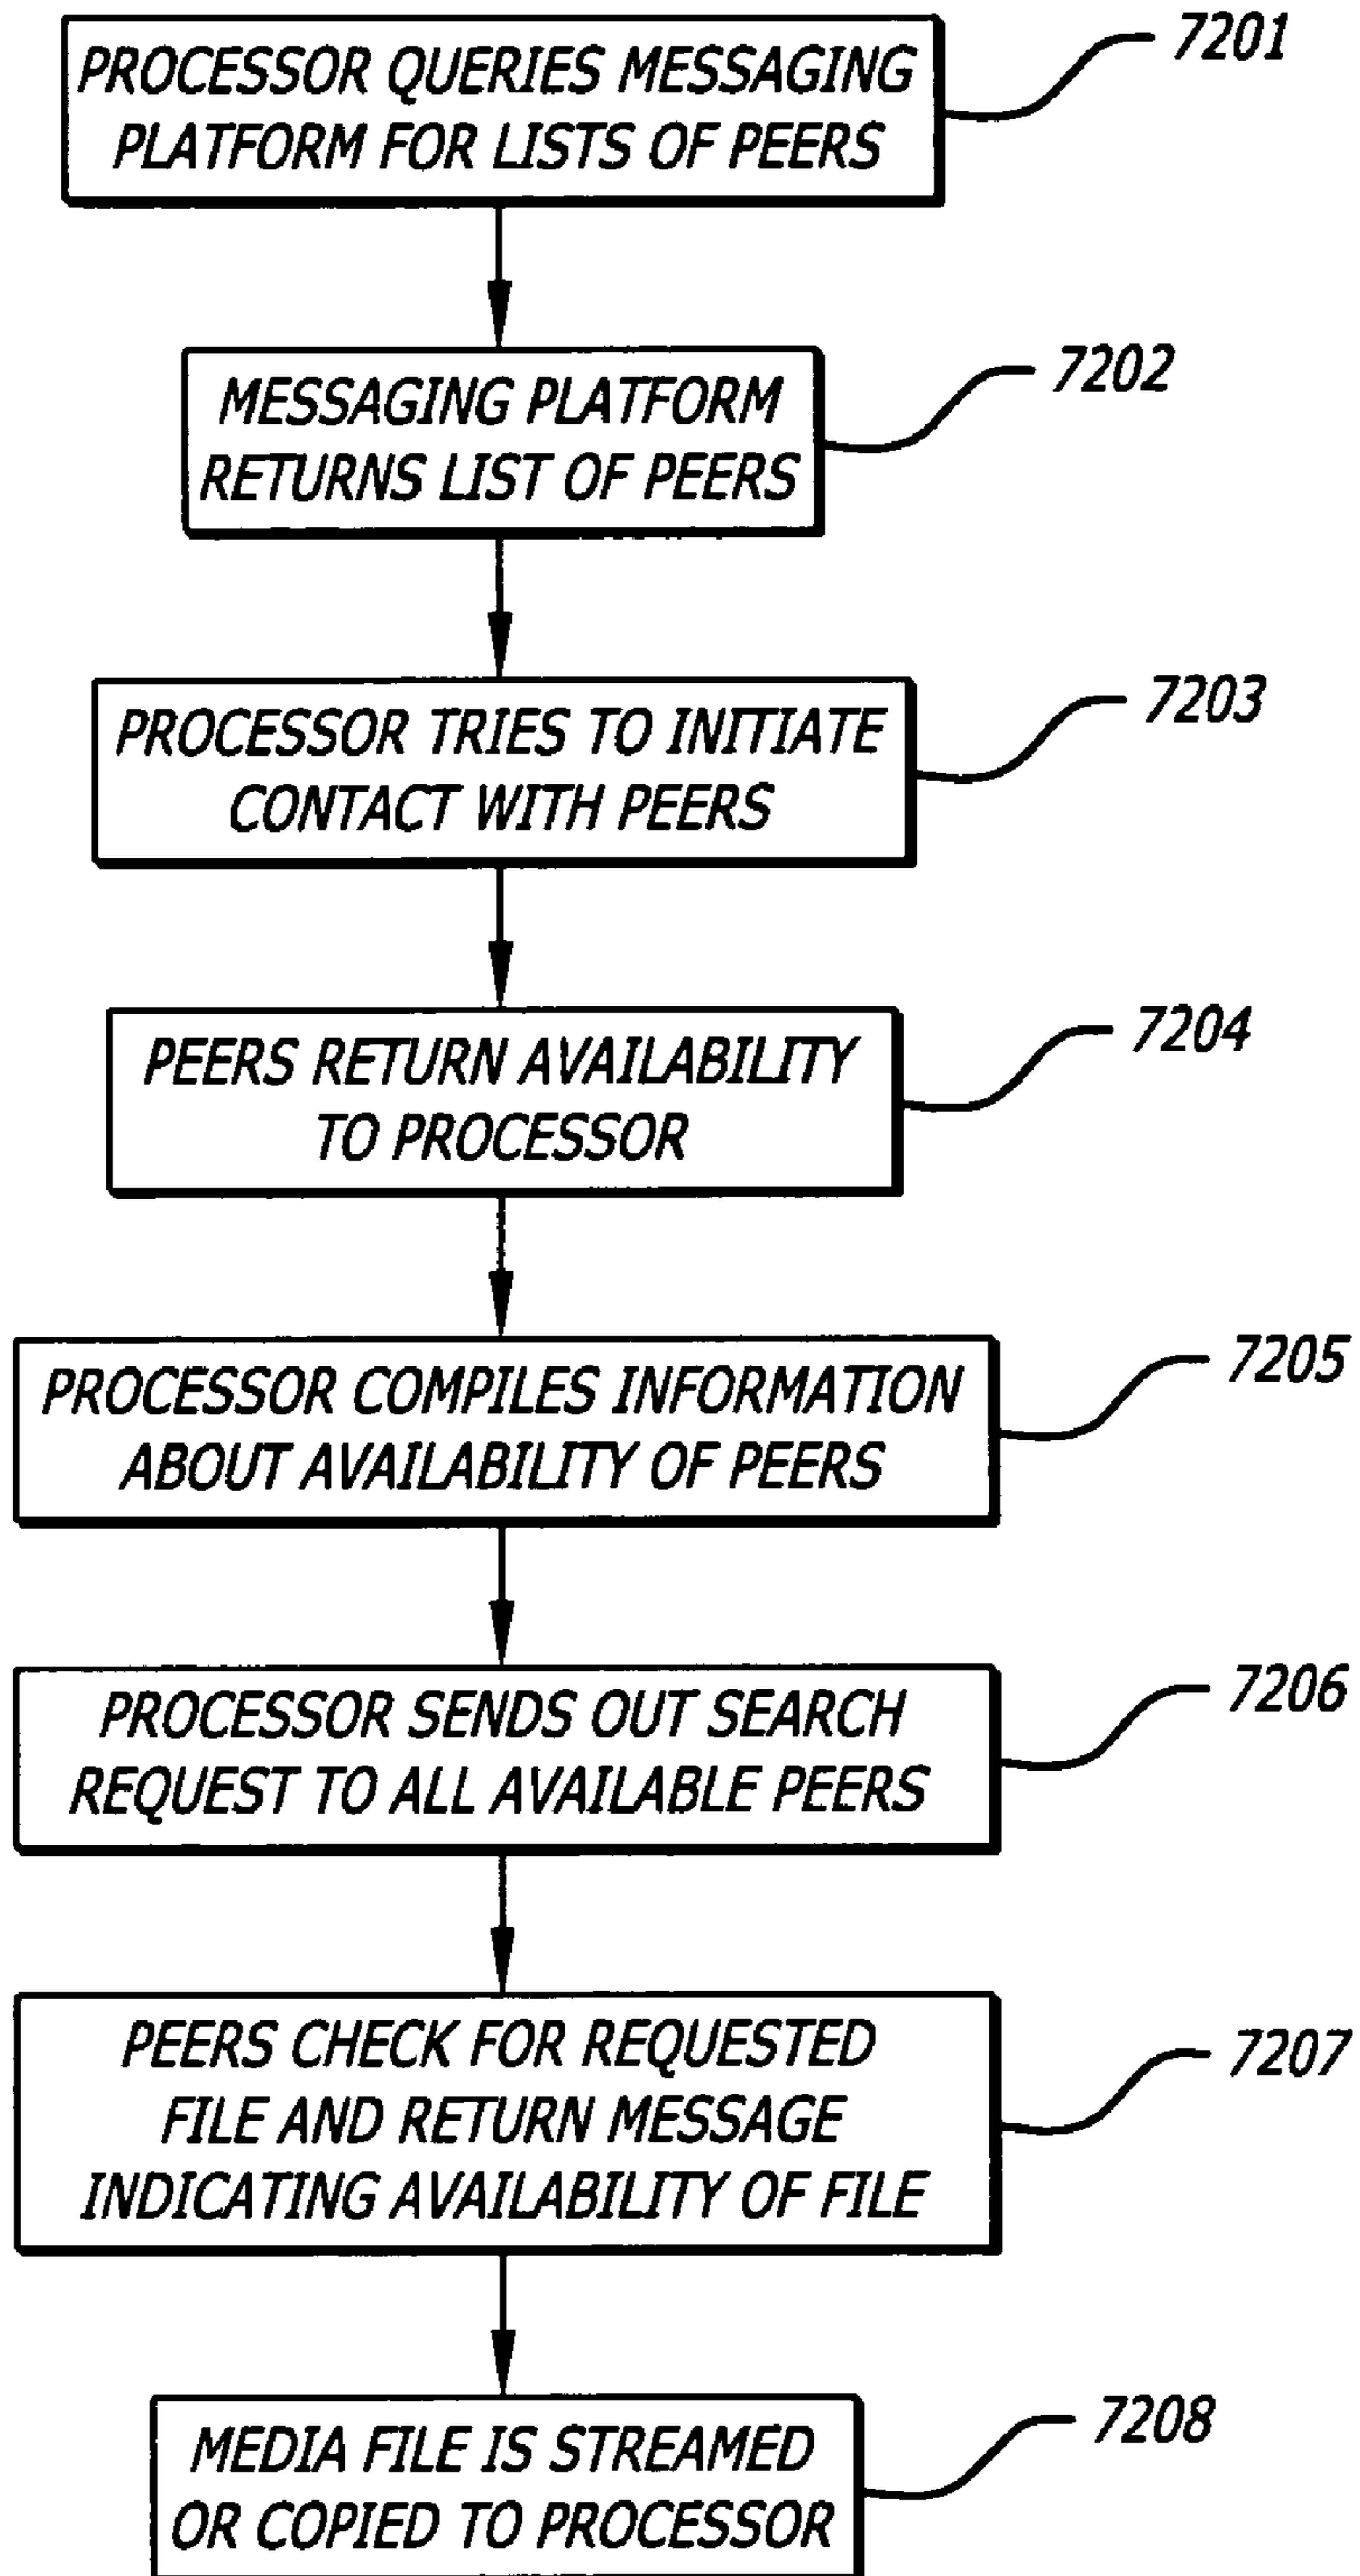 PROCESSOR QUERIES MESSAGING
PLATFORM FOR LISTS OF PEERS
7201
MESSAGING PLATFORM
RETURNS LIST OF PEERS
7202
PROCESSOR TRIES TO INITIATE
CONTACT WITH PEERS
7203
PEERS RETURN AVAILABILITY
TO PROCESSOR
7204
PROCESSOR COMPILES INFORMATION
ABOUT AVAILABILITY OF PEERS
7205
PROCESSOR SENDS OUT SEARCH
REQUEST TO ALL AVAILABLE PEERS
7206
PEERS CHECK FOR REQUESTED
FILE AND RETURN MESSAGE
INDICATING AVAILABILITY OF FILE
7207
MEDIA FILE IS STREAMED
OR COPIED TO PROCESSOR
7208